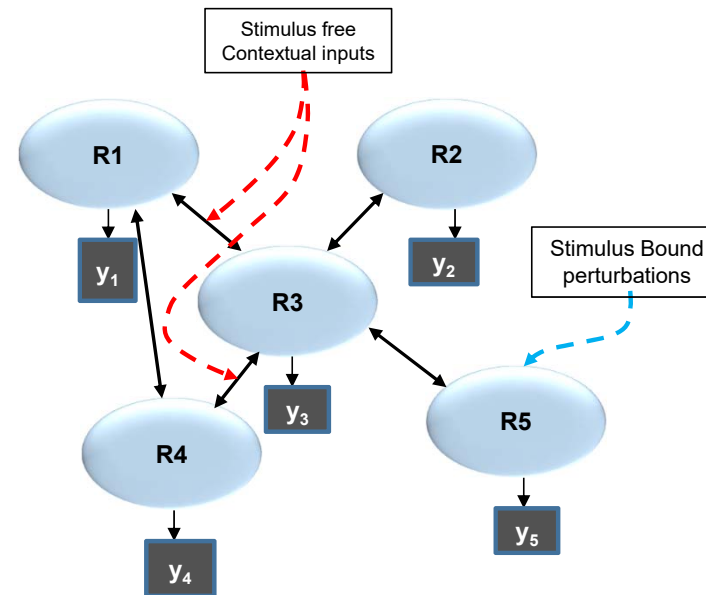 Stimulus free
Contextual inputs
R1
R2
y₁
y₂
Stimulus Bound
perturbations
R3
y₃
R4
R5
y₄
y₅